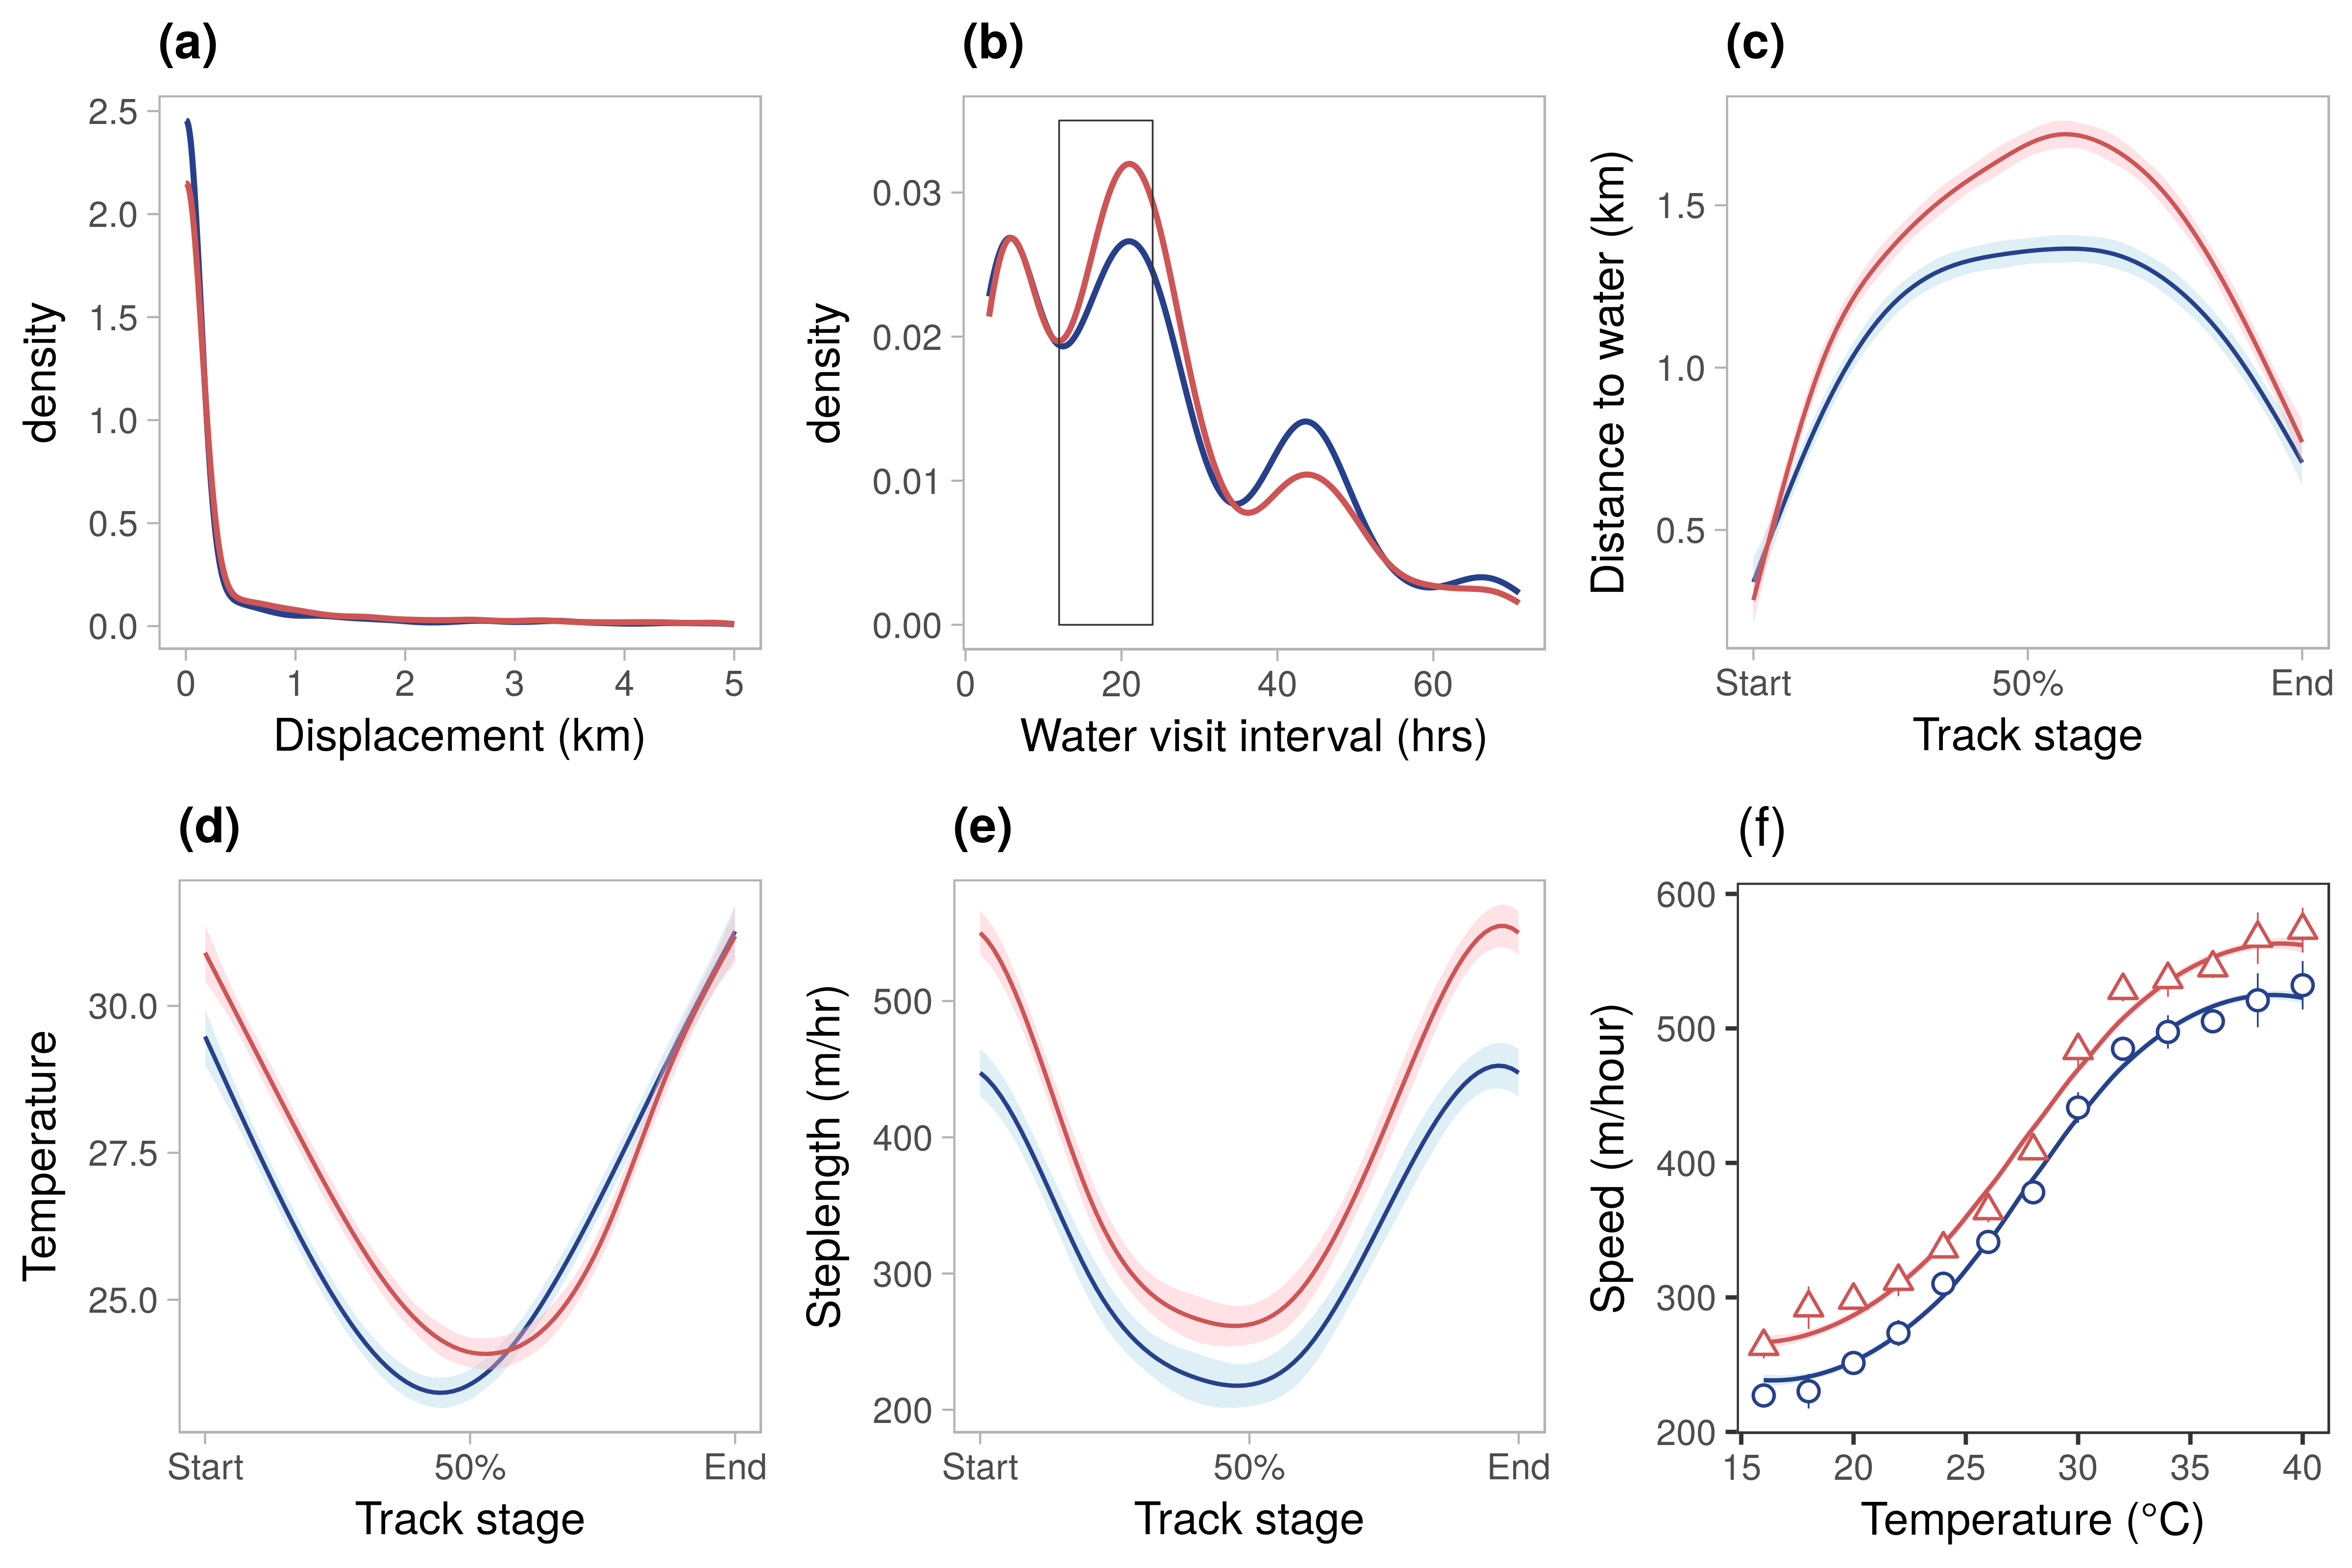 (a)
2.5
2.0
1.5
1.0
0.5
0.0
density
0 1 2 3 4 5
Displacement (km)
(b)
0.03
0.02
0.01
0.00
density
0 20 40 60
Water visit interval (hrs)
(c)
1.5
1.0
0.5
Distance to water (km)
Start 50% End
Track stage
(d)
30.0
27.5
25.0
Temperature
Start 50% End
Track stage
(e)
500
400
300
200
Steplength (m/hr)
Start 50% End
Track stage
(f)
600
500
400
300
200
Speed (m/hour)
15 20 25 30 35 40
Temperature (°C)